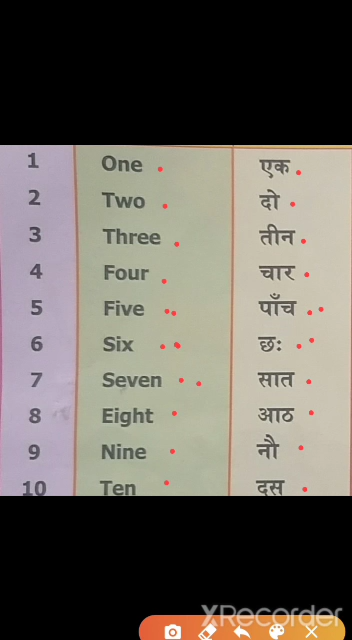 1 One एक
2 Two दो
3 Three तीन
4 Four चार
5 Five पाँच
6 Six छः
7 Seven सात
8 Eight आठ
9 Nine नौ
10 Ten दस
XRecorder